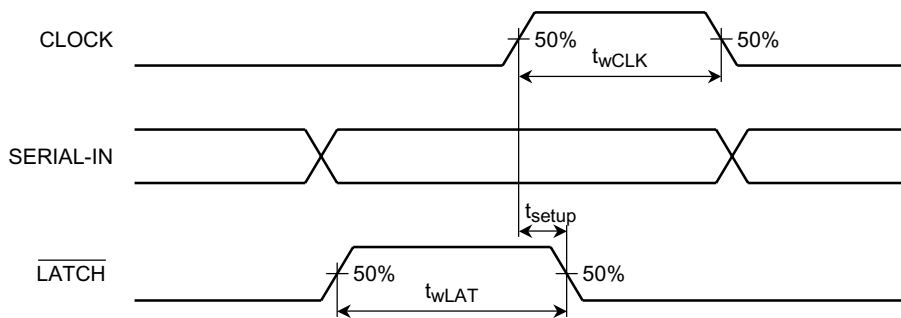 CLOCK
50%
50%
twCLK
SERIAL-IN
tsetup
LATCH
50%
50%
twLAT